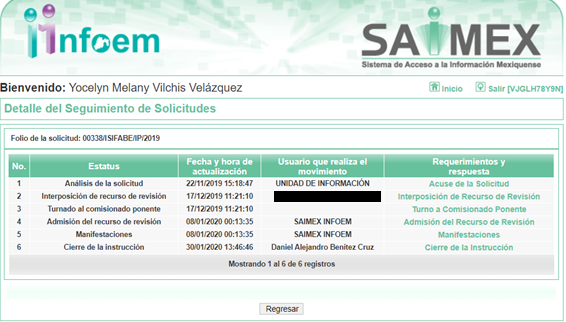 infoem
SAIMEX
Sistema de Acceso a la Información Mexiquense
Bienvenido: Yocelyn Melany Vilchis Velázquez
Inicio Salir [VJGLH78Y9N]
Detalle del Seguimiento de Solicitudes
Folio de la solicitud: 00338/ISIFABE/IP/2019
No. Estatus Fecha y hora de actualización Usuario que realiza el movimiento Requerimientos y respuesta
1 Análisis de la solicitud 22/11/2019 15:18:47 UNIDAD DE INFORMACIÓN Acuse de la Solicitud
2 Interposición de recurso de revisión 17/12/2019 11:21:10 Interposición de Recurso de Revisión
3 Turnado al comisionado ponente 17/12/2019 11:21:10 Turno a Comisionado Ponente
4 Admisión del recurso de revisión 08/01/2020 00:13:35 SAIMEX INFOEM Admisión del Recurso de Revisión
5 Manifestaciones 08/01/2020 00:13:35 SAIMEX INFOEM Manifestaciones
6 Cierre de la instrucción 30/01/2020 13:46:46 Daniel Alejandro Benítez Cruz Cierre de la Instrucción
Mostrando 1 al 6 de 6 registros
Regresar